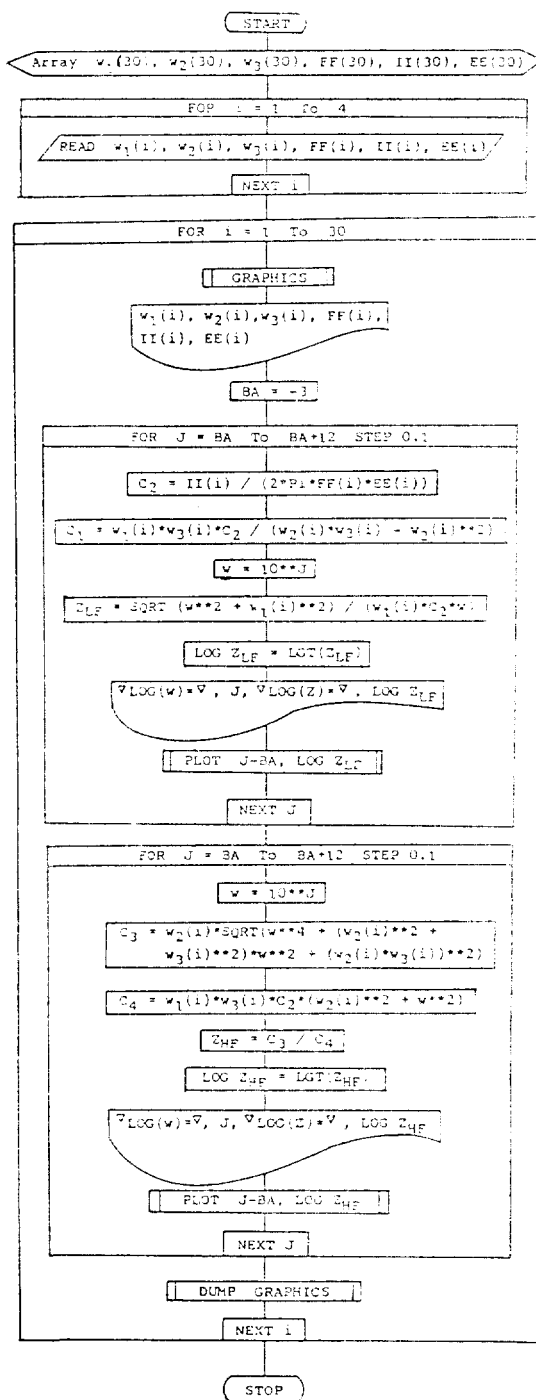 START
Array w.(30), w2(30), w3(30), FF(30), II(30), EE(30)
FOR i = 1 To 4
READ w1(i), w2(i), w3(i), FF(i), II(i), EE(i)
NEXT i
FOR i = 1 To 30
GRAPHICS
w1(i), w2(i),w3(i), FF(i),
II(i), EE(i)
BA = -3
FOR J = BA To BA+12 STEP 0.1
C2 = II(i) / (2*Pi*FF(i)*EE(i))
C1 = w1(i)*w3(i)*C2 / (w2(i)*w3(i) - w2(i)**2)
w = 10**J
ZLF = SQRT (w**2 + w1(i)**2) / (w1(i)*C2*w)
LOG ZLF = LGT(ZLF)
∇LOG(w)=∇, J, ∇LOG(Z)=∇, LOG ZLF
PLOT J-BA, LOG ZLF
NEXT J
FOR J = BA To BA+12 STEP 0.1
w = 10**J
C3 = w2(i)*SQRT(w**4 + (w2(i)**2 +
w3(i)**2)*w**2 + (w2(i)*w3(i))**2)
C4 = w1(i)*w3(i)*C2*(w2(i)**2 + w**2)
ZHF = C3 / C4
LOG ZHF = LGT(ZHF)
∇LOG(w)=∇, J, ∇LOG(Z)=∇, LOG ZHF
PLOT J-BA, LOG ZHF
NEXT J
DUMP GRAPHICS
NEXT i
STOP